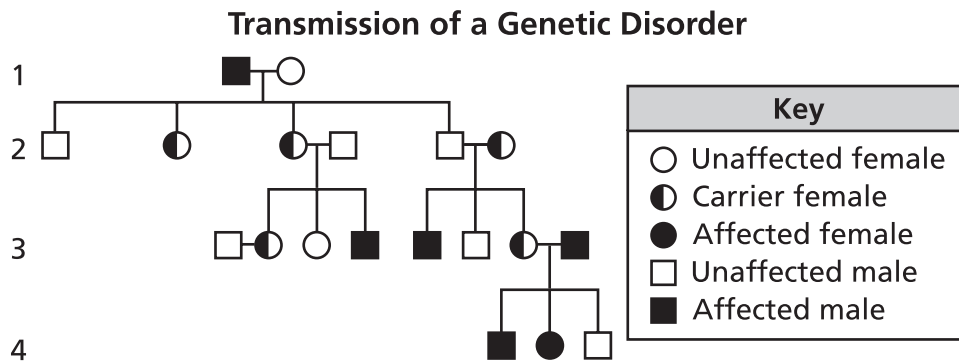 Transmission of a Genetic Disorder
1
2
3
4
Key
Unaffected female
Carrier female
Affected female
Unaffected male
Affected male